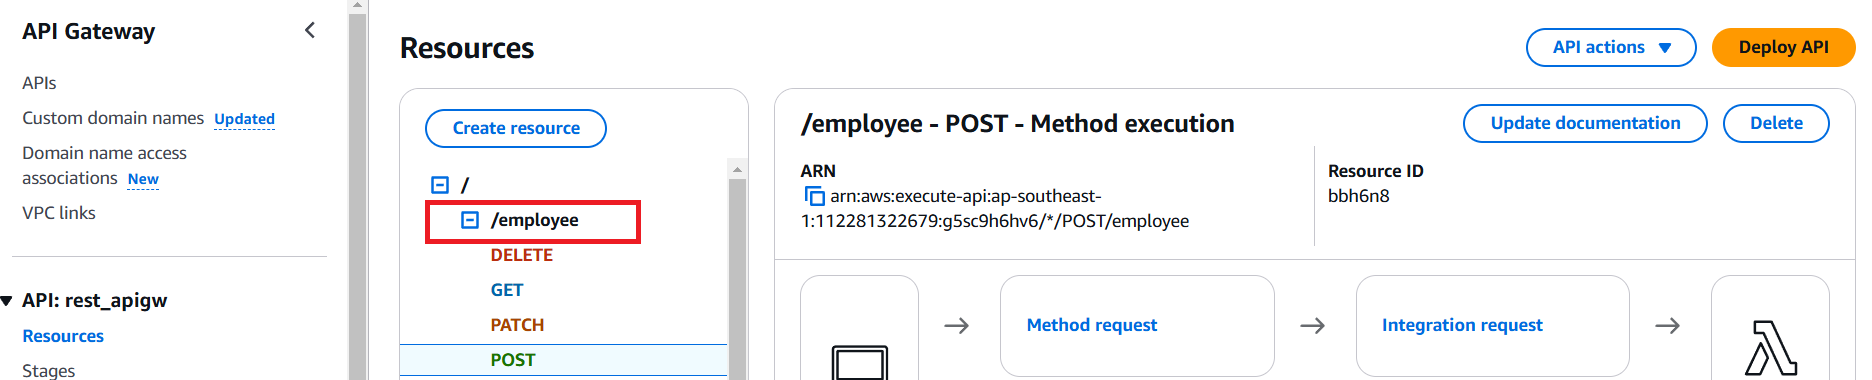 API Gateway
APIs
Custom domain names Updated
Domain name access
associations New
VPC links
API: rest_apigw
Resources
Stages
Resources
API actions
Deploy API
Create resource
/
/employee
DELETE
GET
PATCH
POST
/employee - POST - Method execution
Update documentation
Delete
ARN
arn:aws:execute-api:ap-southeast-
1:112281322679:g5sc9h6hv6/*/POST/employee
Resource ID
bbh6n8
Method request
Integration request